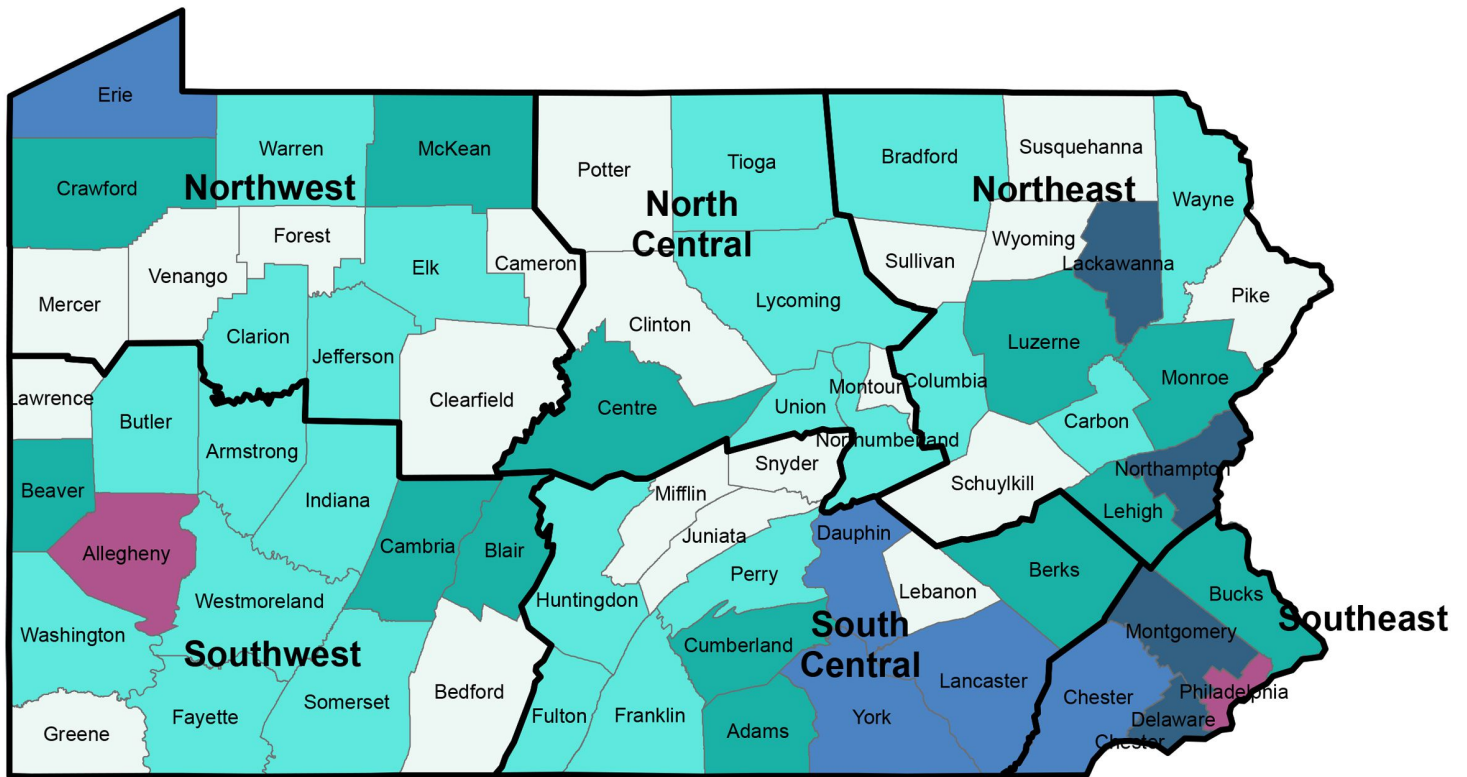 Erie
Warren
McKean
Crawford
Northwest
Forest
Venango
Elk
Cameron
Mercer
Clarion
Jefferson
Clearfield
Potter
Tioga
North
Central
Lycoming
Clinton
Centre
Union
Montour
Northumberland
Bradford
Susquehanna
Northeast
Wayne
Wyoming
Sullivan
Lackawanna
Pike
Luzerne
Monroe
Columbia
Carbon
Northampton
Schuylkill
Lehigh
Lawrence
Butler
Armstrong
Indiana
Beaver
Allegheny
Cambria
Blair
Westmoreland
Washington
Southwest
Somerset
Bedford
Fayette
Greene
Snyder
Mifflin
Juniata
Dauphin
Perry
Huntingdon
Lebanon
Berks
Cumberland
South
Central
Lancaster
Fulton
Franklin
Adams
York
Bucks
Southeast
Montgomery
Philadelphia
Chester
Delaware
Chester